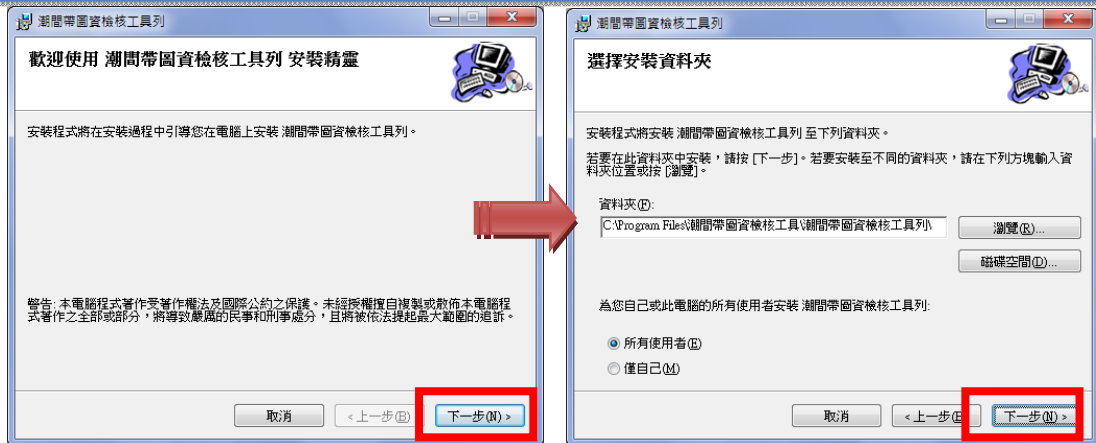 潮間帶圖資檢核工具列
歡迎使用 潮間帶圖資檢核工具列 安裝精靈
安裝程式將在安裝過程中引導您在電腦上安裝 潮間帶圖資檢核工具列。
警告: 本電腦程式著作受著作權法及國際公約之保護。未經授權擅自複製或散佈本電腦程
式著作之全部或部分，將導致嚴厲的民事和刑事處分，且將被依法提起最大範圍的追訴。
取消
<上一步(B)
下一步(N) >
潮間帶圖資檢核工具列
選擇安裝資料夾
安裝程式將安裝 潮間帶圖資檢核工具列 至下列資料夾。
若要在此資料夾中安裝，請按 [下一步]。若要安裝至不同的資料夾，請在下列方塊輸入資
料夾位置或按 [瀏覽]。
資料夾(F):
C:\Program Files\潮間帶圖資檢核工具\潮間帶圖資檢核工具列\
瀏覽(R)...
磁碟空間(D)...
為您自己或此電腦的所有使用者安裝 潮間帶圖資檢核工具列:
所有使用者(E)
僅自己(M)
取消
<上一步(B
下一步(N) >